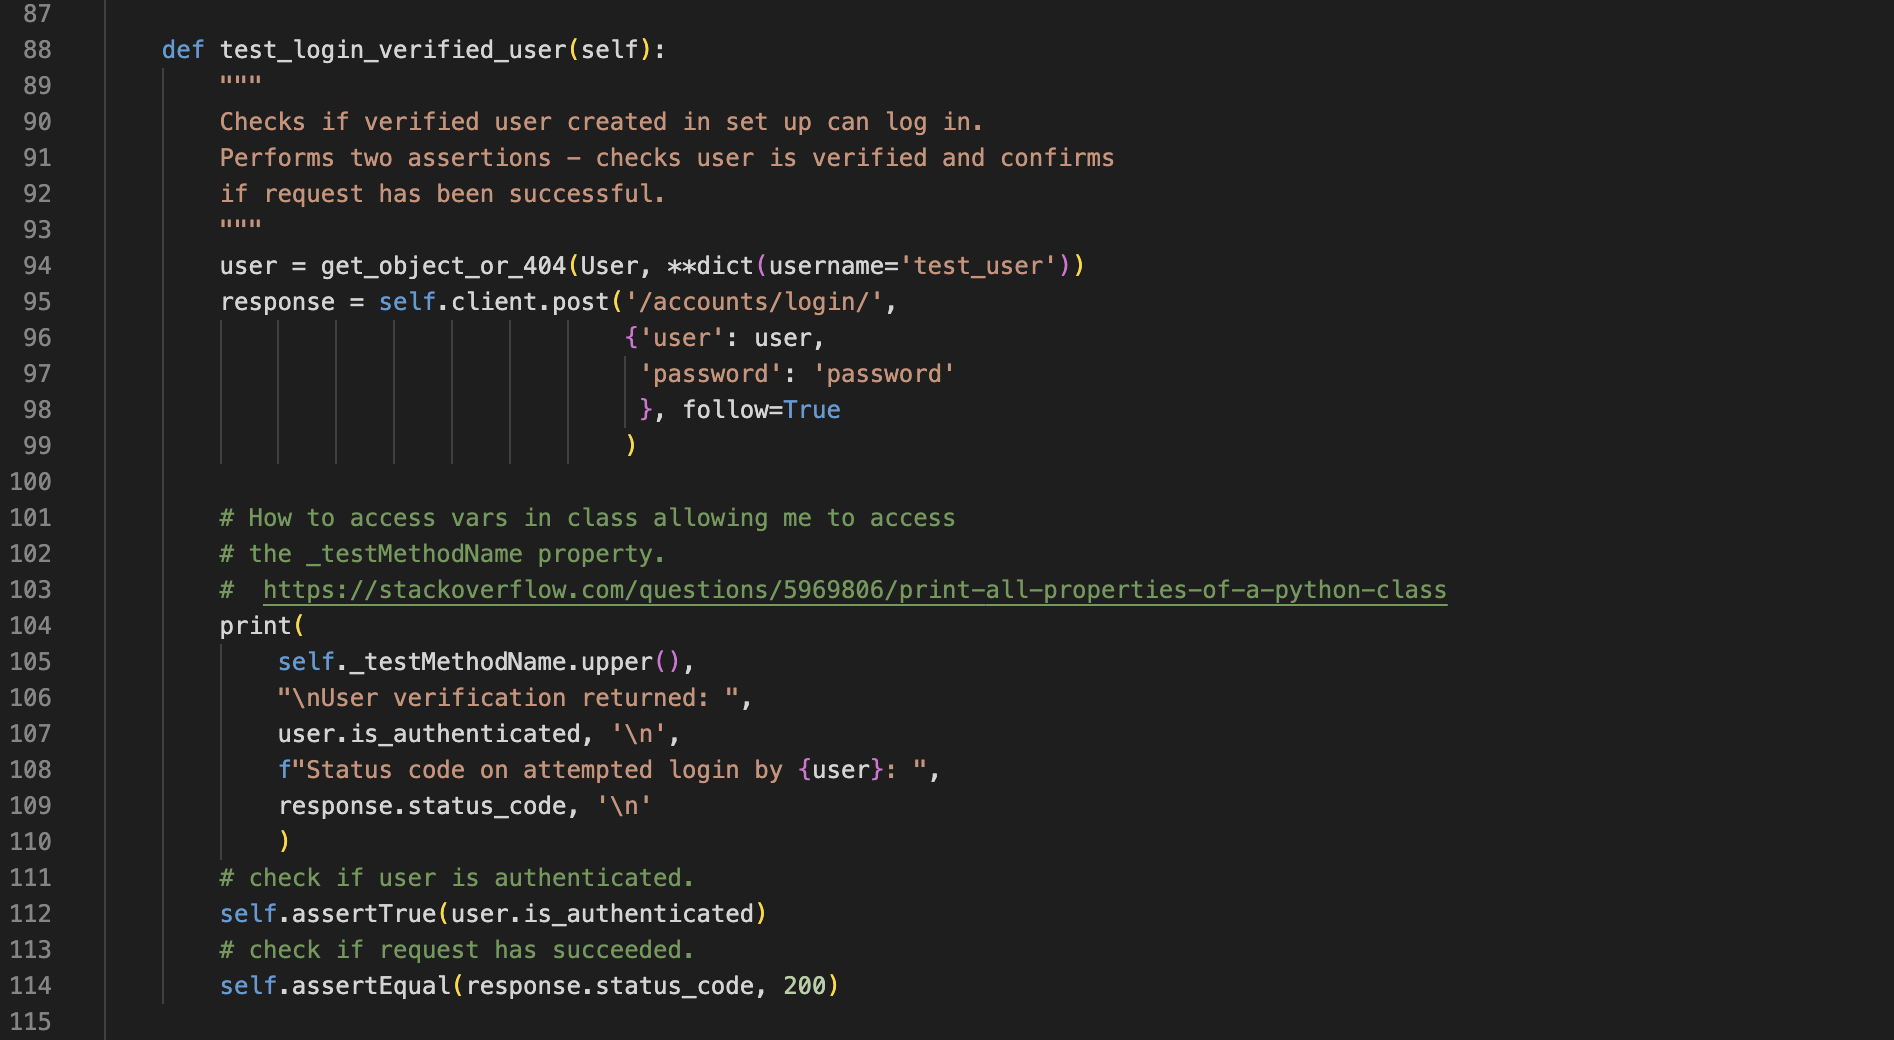 87
88 def test_login_verified_user(self):
89 """
90 Checks if verified user created in set up can log in.
91 Performs two assertions – checks user is verified and confirms
92 if request has been successful.
93 """
94 user = get_object_or_404(User, **dict(username='test_user'))
95 response = self.client.post('/accounts/login/',
96 {'user': user,
97 'password': 'password'
98 }, follow=True
99 )
100
101 # How to access vars in class allowing me to access
102 # the _testMethodName property.
103 #  https://stackoverflow.com/questions/5969806/print-all-properties-of-a-python-class
104 print(
105 self._testMethodName.upper(),
106 "\nUser verification returned: ",
107 user.is_authenticated, '\n',
108 f"Status code on attempted login by {user}: ",
109 response.status_code, '\n'
110 )
111 # check if user is authenticated.
112 self.assertTrue(user.is_authenticated)
113 # check if request has succeeded.
114 self.assertEqual(response.status_code, 200)
115